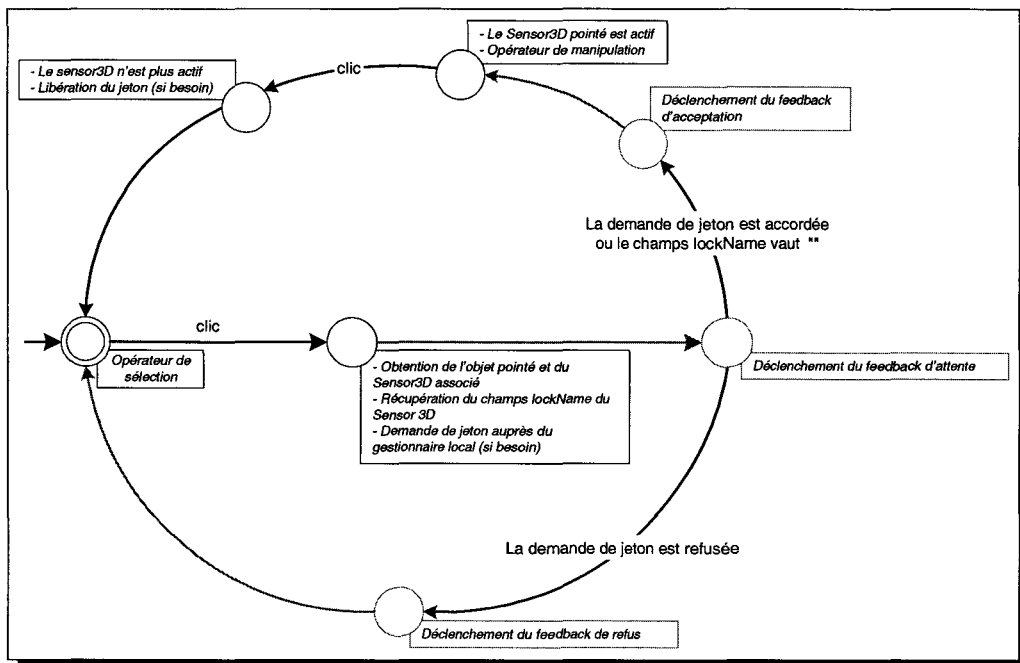 - Le Sensor3D pointé est actif
- Opérateur de manipulation
clic
- Le sensor3D n'est plus actif
- Libération du jeton (si besoin)
Déclenchement du feedback
d'acceptation
La demande de jeton est accordée
ou le champs lockName vaut ""
clic
Opérateur de
sélection
- Obtention de l'objet pointé et du
Sensor3D associé
- Récupération du champs lockName du
Sensor 3D
- Demande de jeton auprès du
gestionnaire local (si besoin)
Déclenchement du feedback d'attente
La demande de jeton est refusée
Déclenchement du feedback de refus